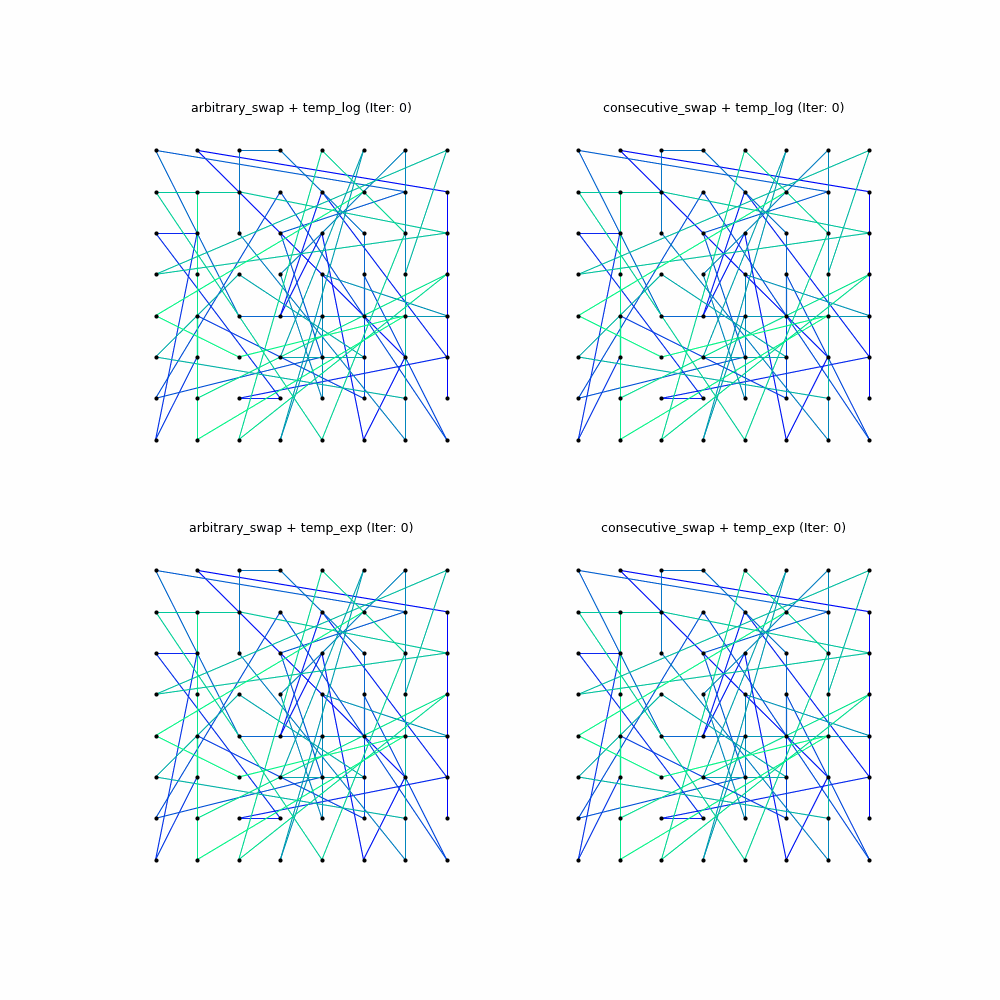 arbitrary_swap + temp_log (Iter: 0)
consecutive_swap + temp_log (Iter: 0)
arbitrary_swap + temp_exp (Iter: 0)
consecutive_swap + temp_exp (Iter: 0)